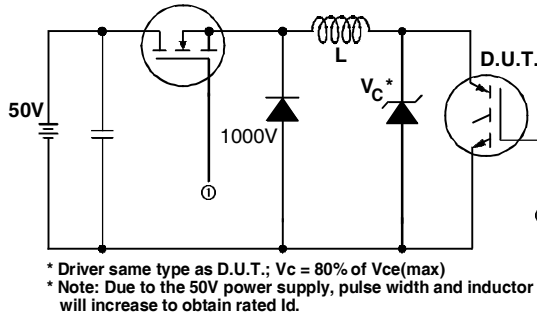 L
D.U.T.
VC*
50V
1000V
①
* Driver same type as D.U.T.; Vc = 80% of Vce(max)
* Note: Due to the 50V power supply, pulse width and inductor
will increase to obtain rated Id.